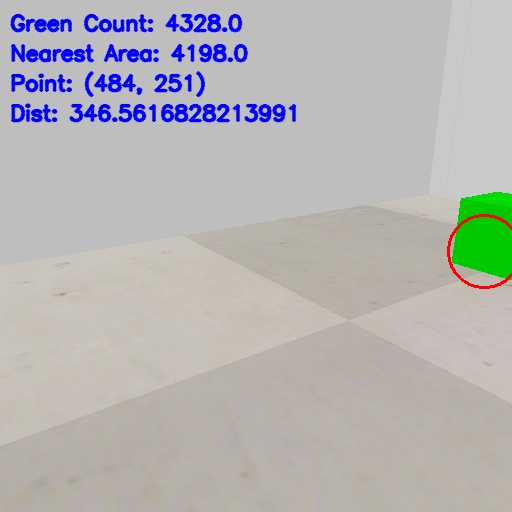 Green Count: 4328.0
Nearest Area: 4198.0
Point: (484, 251)
Dist: 346.5616828213991